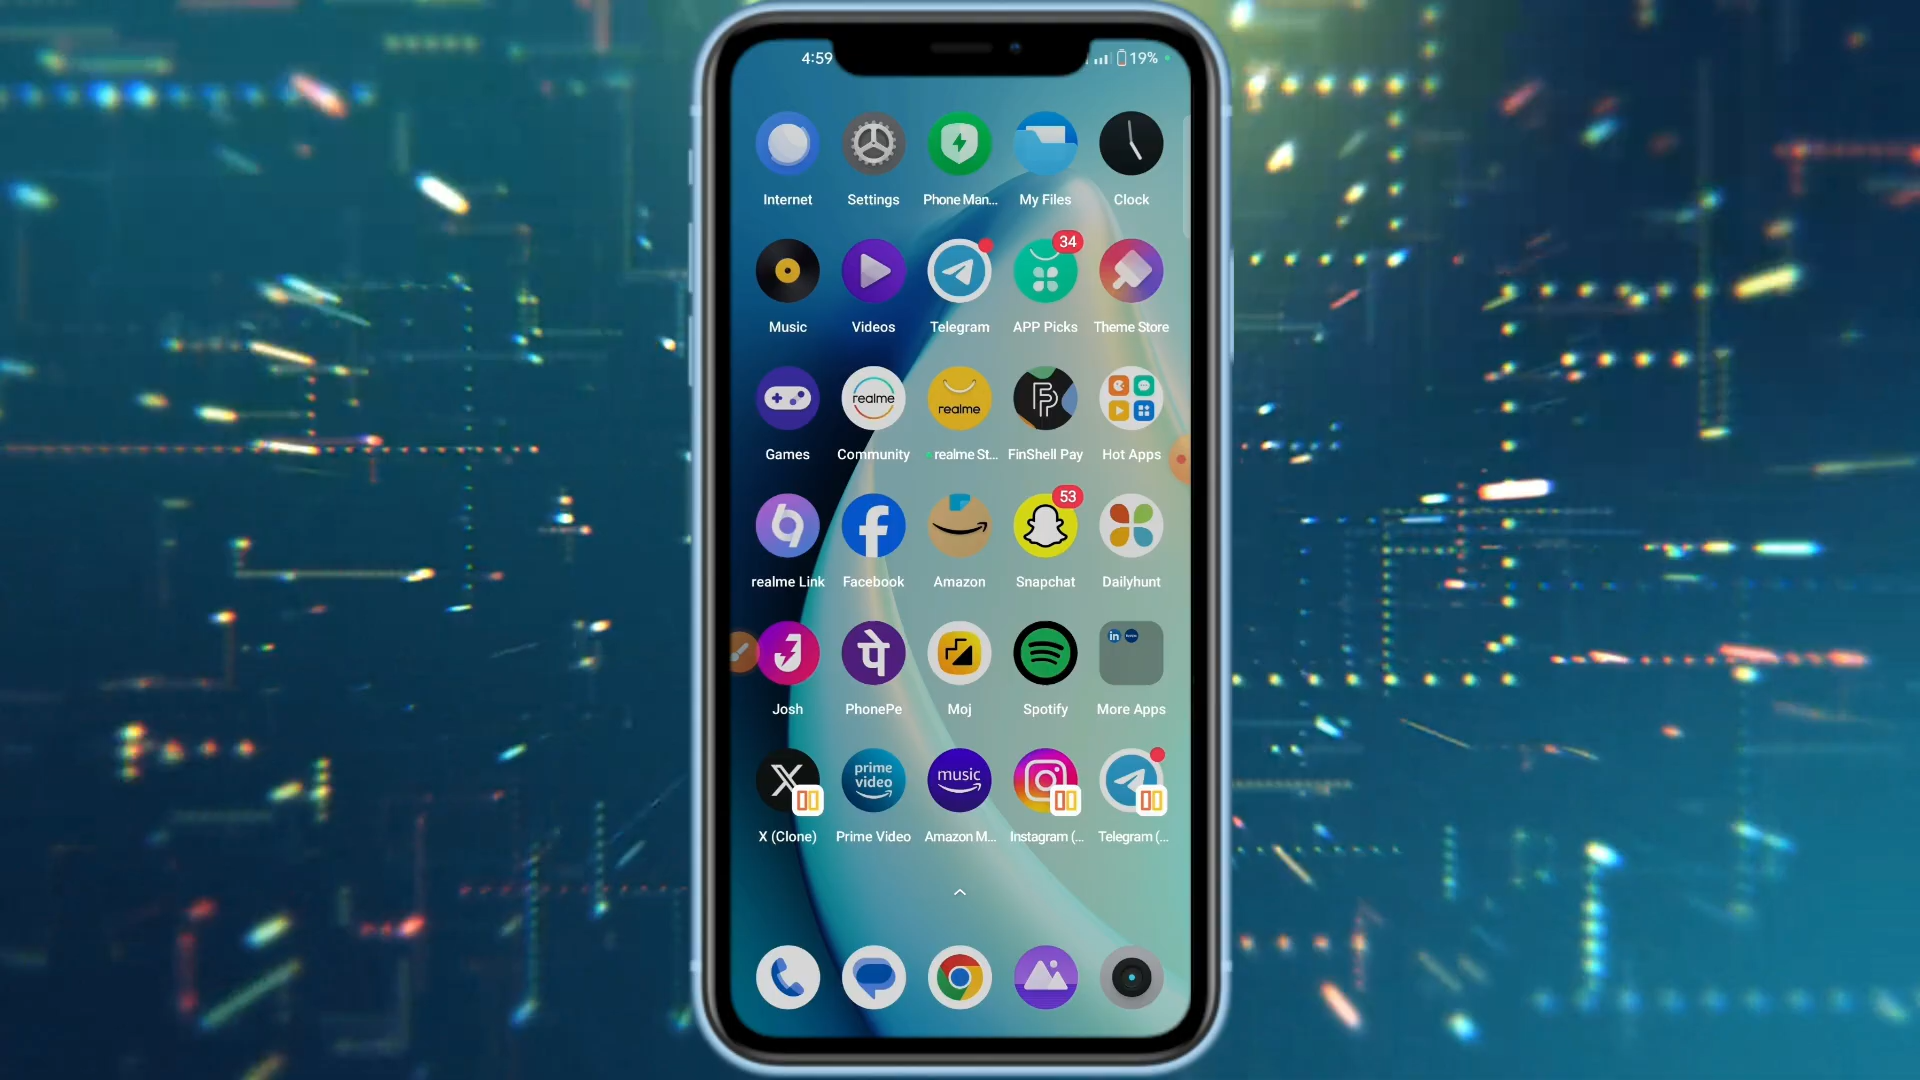 4:59 19%
Internet Settings Phone Man... My Files Clock
34
Music Videos Telegram APP Picks Theme Store
realme realme
Games Community realme St... FinShell Pay Hot Apps
53
realme Link Facebook Amazon Snapchat Dailyhunt
in
पे
Josh PhonePe Moj Spotify More Apps
prime video music
X (Clone) Prime Video Amazon M... Instagram (... Telegram (...